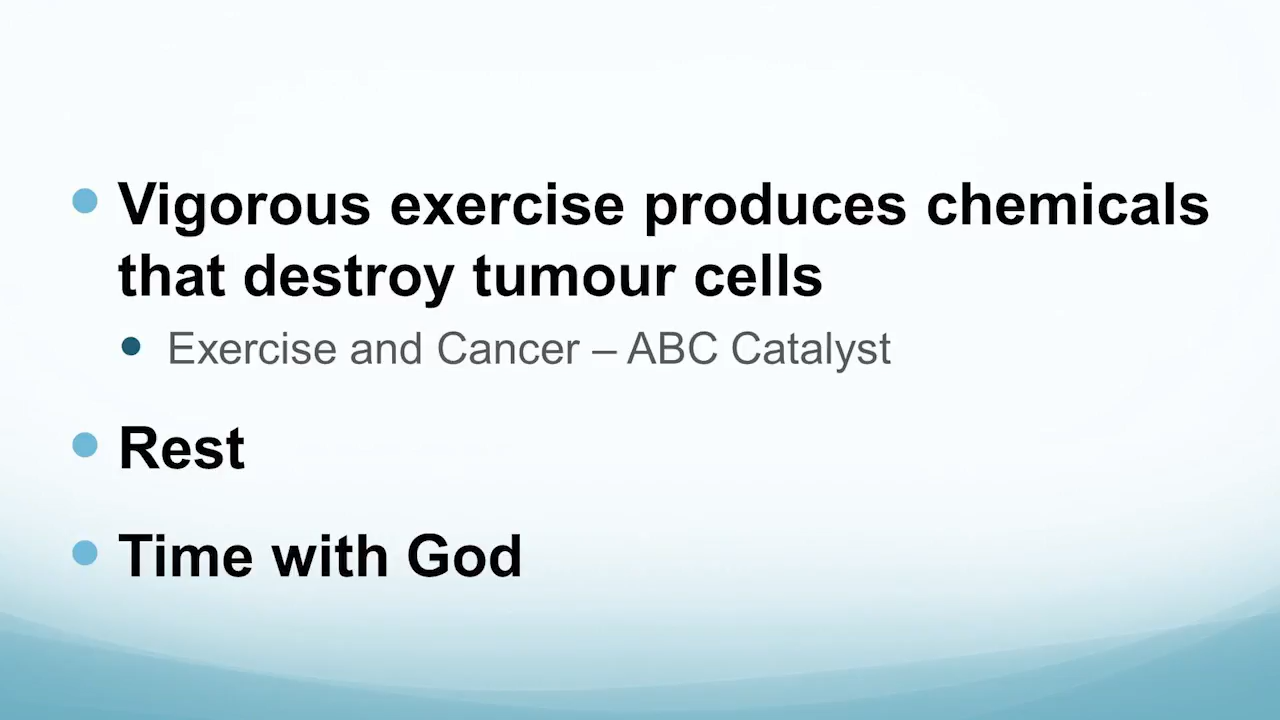 Vigorous exercise produces chemicals
that destroy tumour cells
Exercise and Cancer – ABC Catalyst
Rest
Time with God